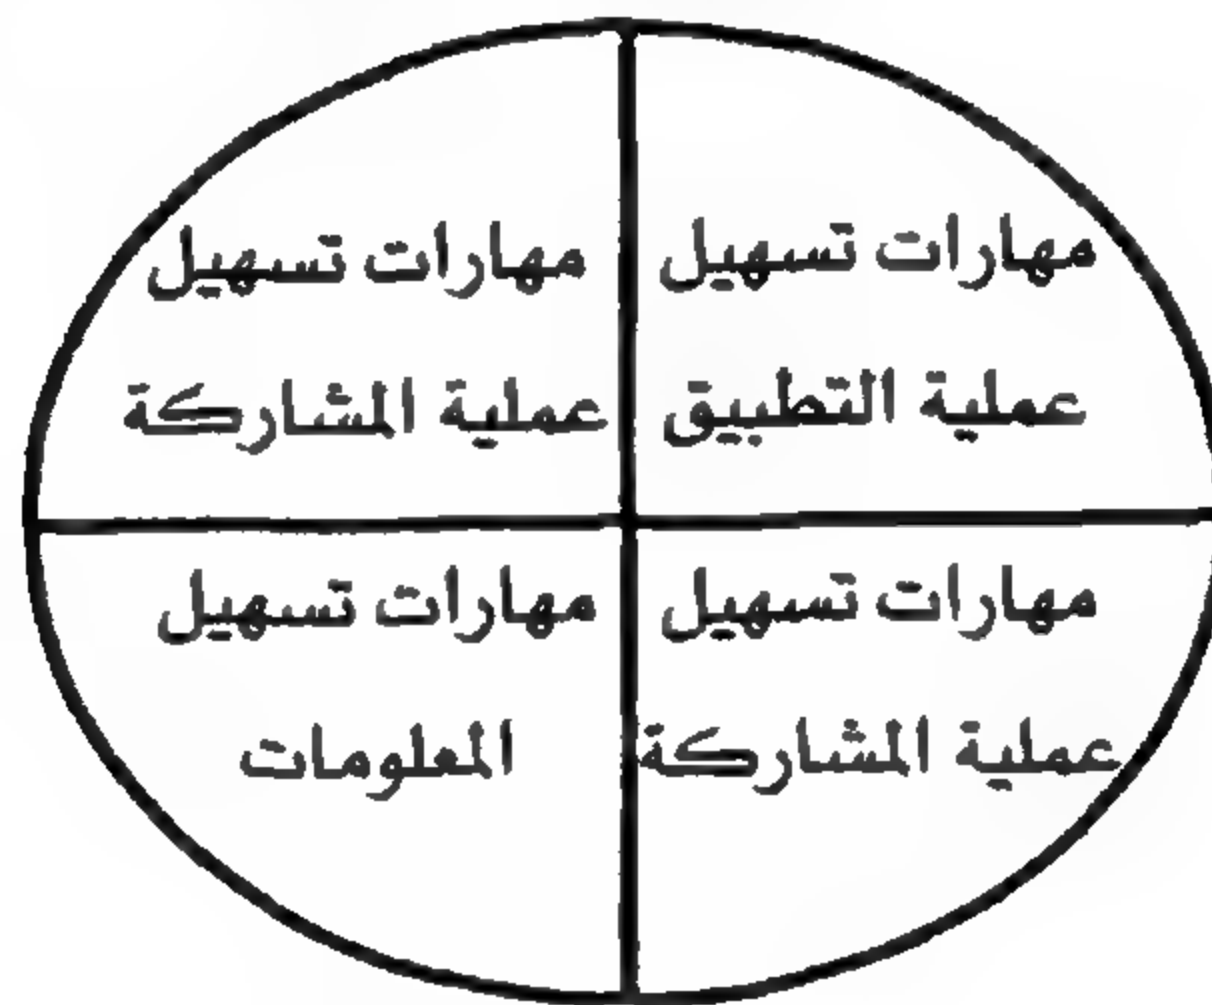 مهارات تسهيل
عملية التطبيق
مهارات تسهيل
عملية المشاركة
مهارات تسهيل
عملية المشاركة
مهارات تسهيل
المعلومات